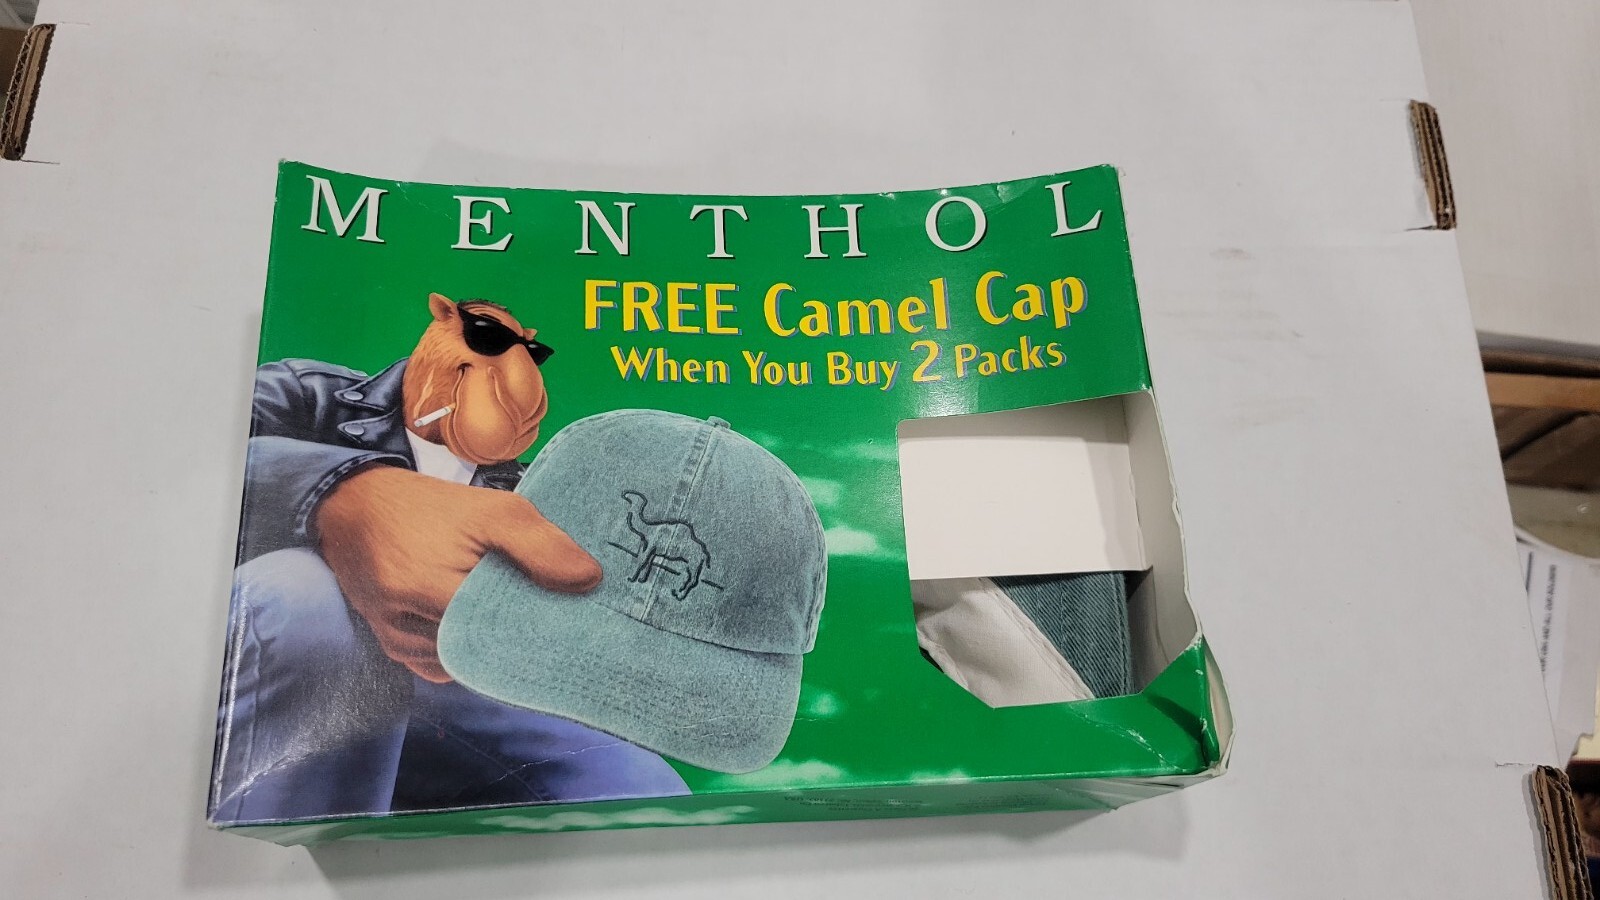 MENTHOL
FREE Camel Cap
When You Buy 2 Packs